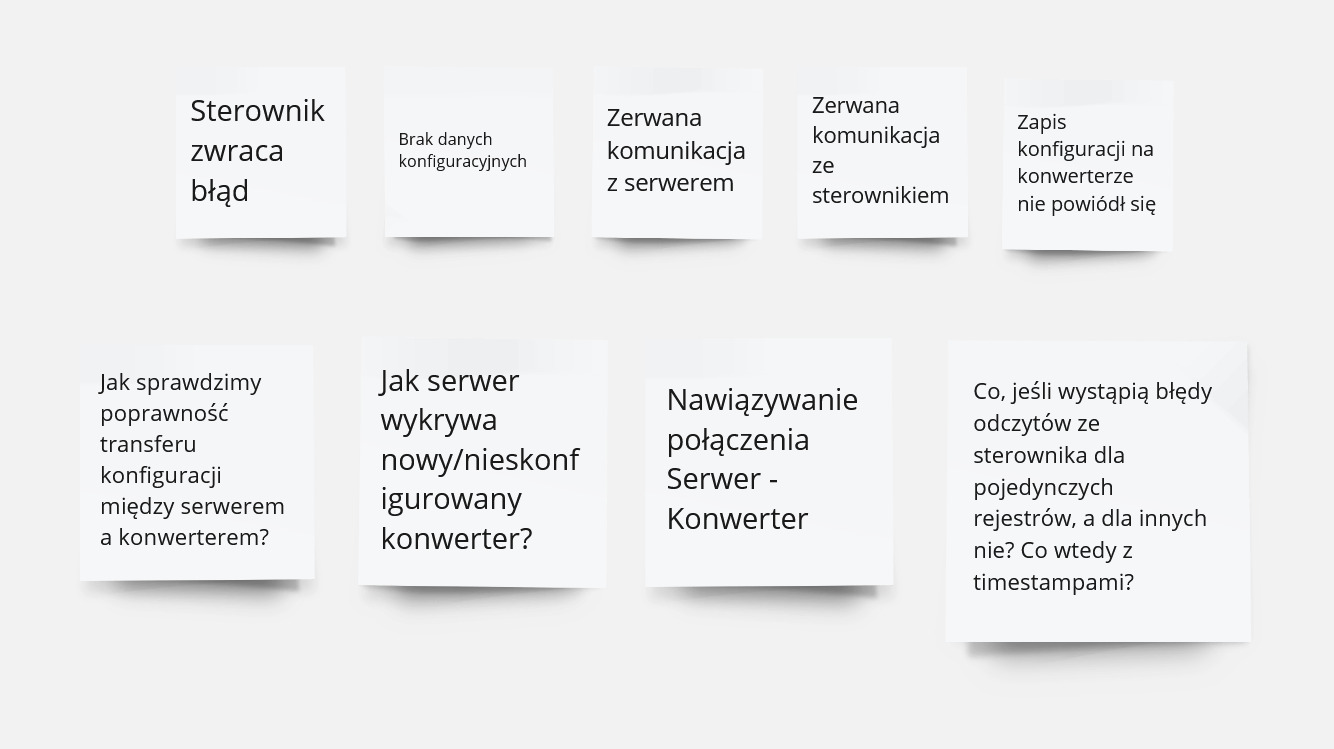 Sterownik
zwraca
błąd
Brak danych
konfiguracyjnych
Zerwana
komunikacja
z serwerem
Zerwana
komunikacja
ze
sterownikiem
Zapis
konfiguracji na
konwerterze
nie powiódł się
Jak sprawdzimy
poprawność
transferu
konfiguracji
między serwerem
a konwerterem?
Jak serwer
wykrywa
nowy/nieskonf
igurowany
konwerter?
Nawiązywanie
połączenia
Serwer -
Konwerter
Co, jeśli wystąpią błędy
odczytów ze
sterownika dla
pojedynczych
rejestrów, a dla innych
nie? Co wtedy z
timestampami?